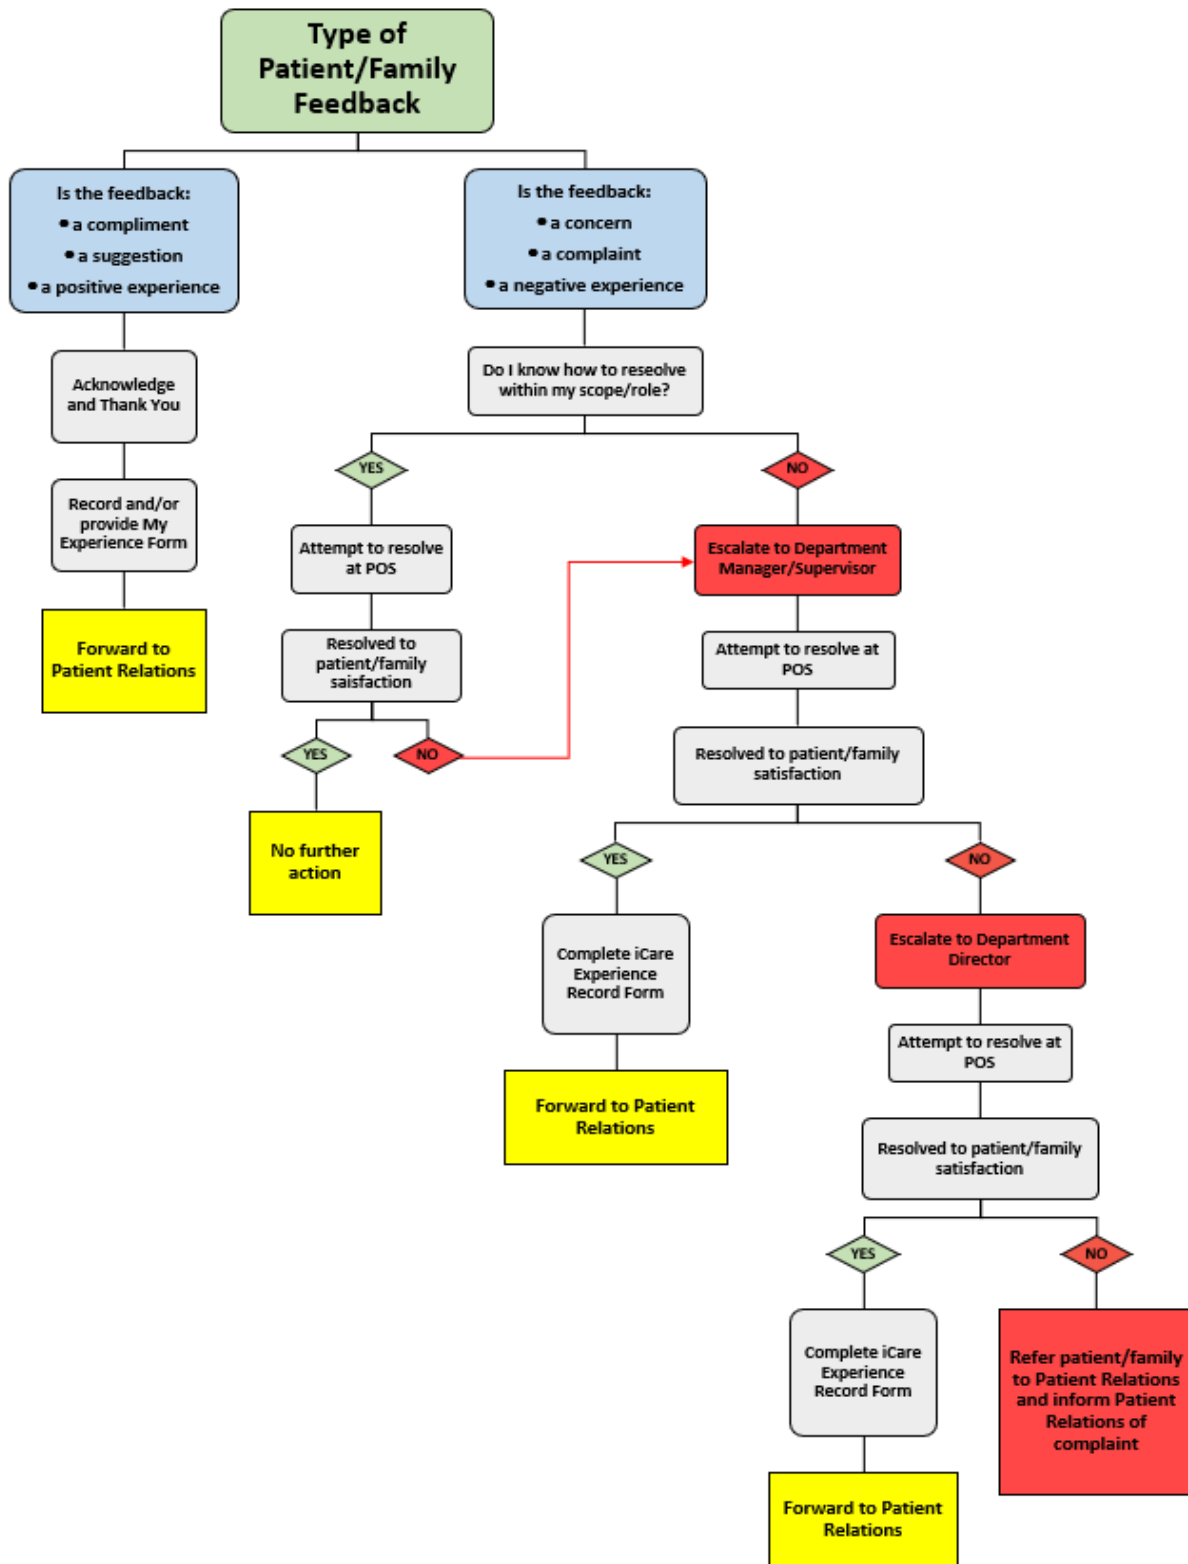 Type of
Patient/Family
Feedback
Is the feedback:
• a compliment
• a suggestion
• a positive experience
Is the feedback:
• a concern
• a complaint
• a negative experience
Acknowledge
and Thank You
Record and/or
provide My
Experience Form
Forward to
Patient Relations
Do I know how to reseolve
within my scope/role?
YES
NO
Attempt to resolve
at POS
Resolved to
patient/family
saisfaction
YES
NO
No further
action
Escalate to Department
Manager/Supervisor
Attempt to resolve at
POS
Resolved to patient/family
satisfaction
YES
NO
Complete iCare
Experience
Record Form
Forward to Patient
Relations
Escalate to Department
Director
Attempt to resolve at
POS
Resolved to patient/family
satisfaction
YES
NO
Complete iCare
Experience
Record Form
Forward to Patient
Relations
Refer patient/family
to Patient Relations
and inform Patient
Relations of
complaint